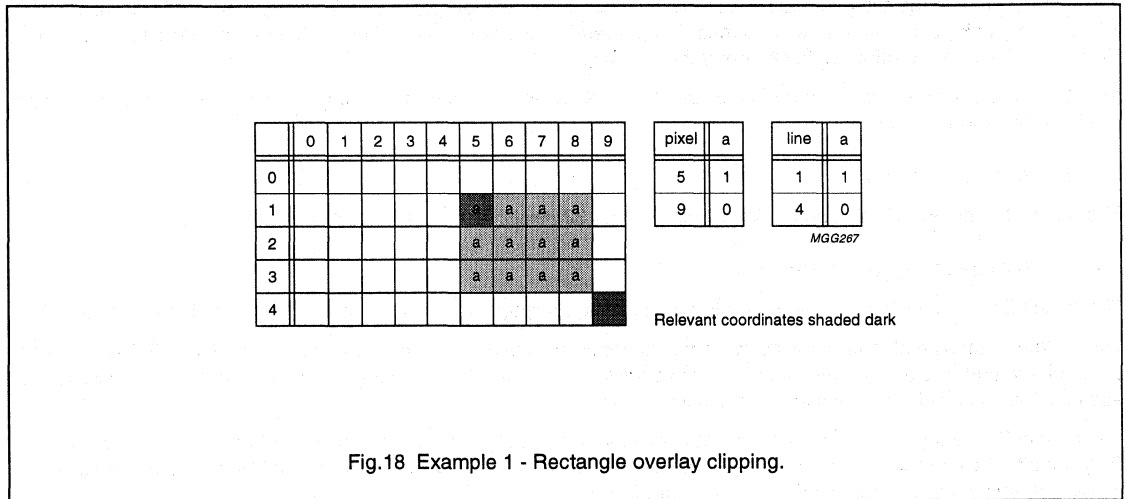 0 1 2 3 4 5 6 7 8 9
0
1 a a a a
2 a a a a
3 a a a a
4
pixel a
5 1
9 0
line a
1 1
4 0
MGG267
Relevant coordinates shaded dark
Fig.18 Example 1 - Rectangle overlay clipping.